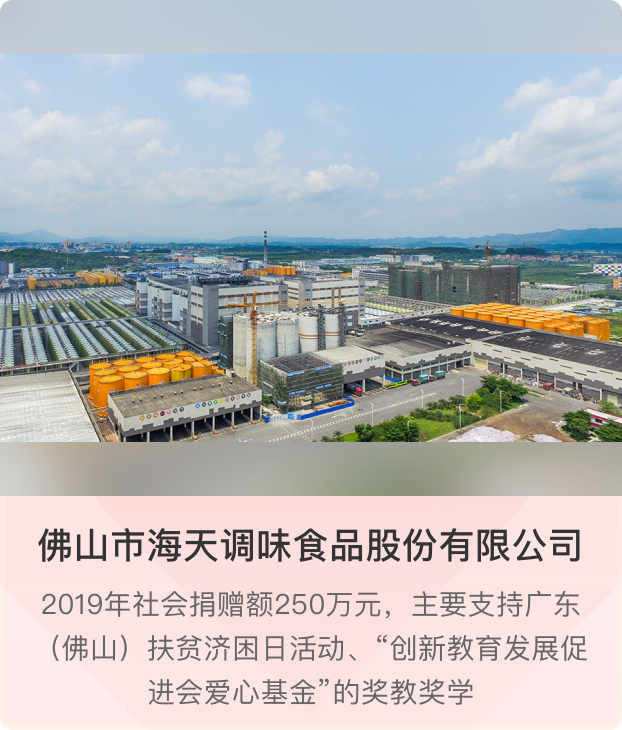 佛山市海天调味食品股份有限公司
2019年社会捐赠额250万元，主要支持广东
（佛山）扶贫济困日活动、“创新教育发展促
进会爱心基金”的奖教奖学